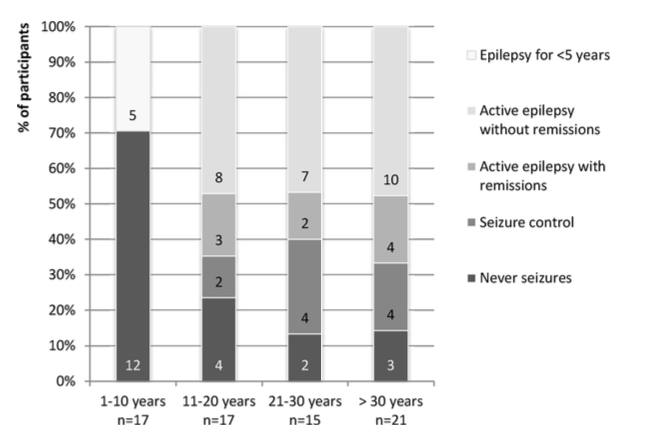 % of participants
100%
90%
80%
70%
60%
50%
40%
30%
20%
10%
0%
5
12
8
3
2
4
7
2
4
2
10
4
4
3
1-10 years
n=17
11-20 years
n=17
21-30 years
n=15
> 30 years
n=21
Epilepsy for <5 years
Active epilepsy
without remissions
Active epilepsy with
remissions
Seizure control
Never seizures